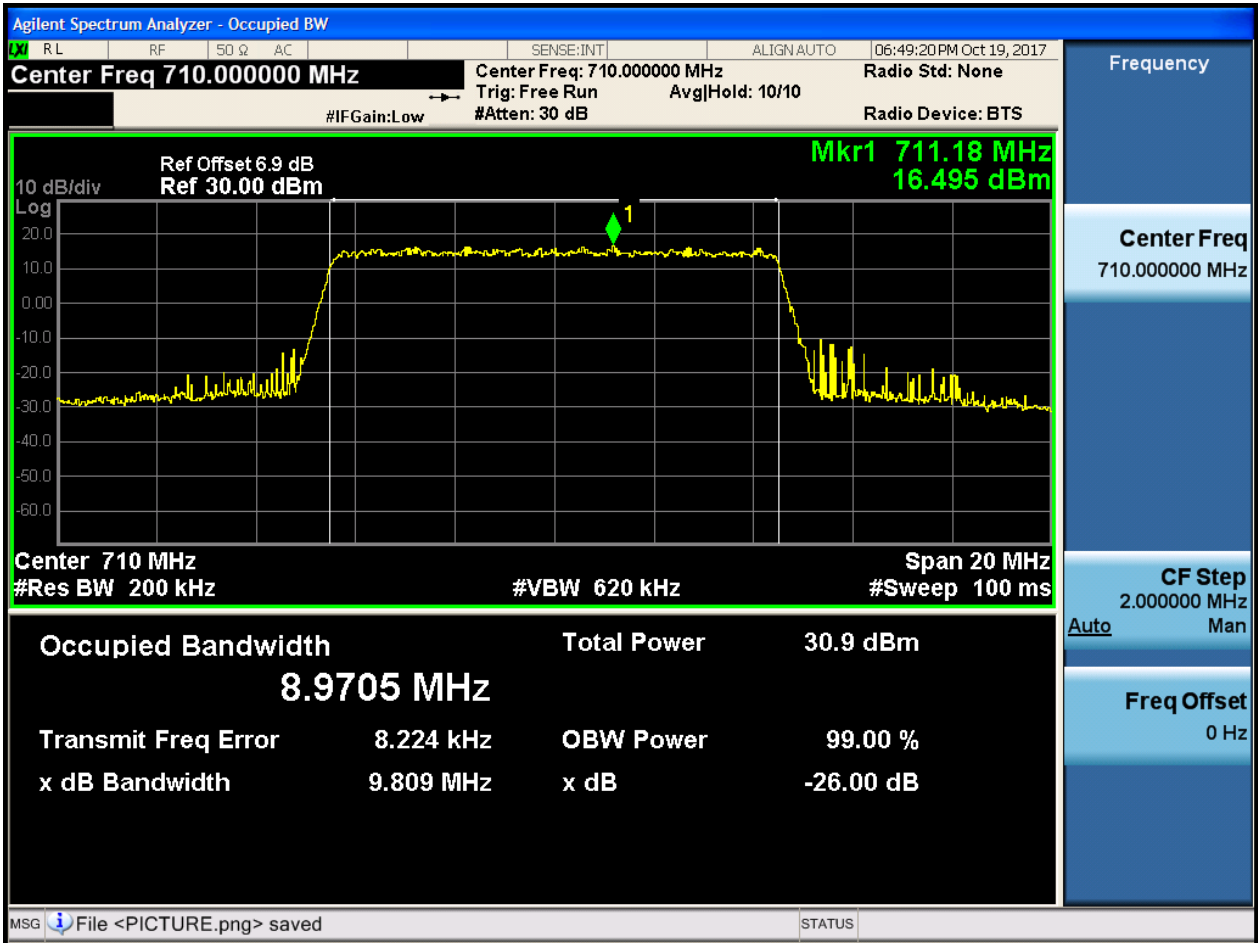 Agilent Spectrum Analyzer - Occupied BW
LXI RL RF 50 Ω AC SENSE:INT ALIGN AUTO 06:49:20 PM Oct 19, 2017
Center Freq 710.000000 MHz
Center Freq: 710.000000 MHz
Radio Std: None
Trig: Free Run Avg|Hold: 10/10
#IFGain:Low
#Atten: 30 dB
Radio Device: BTS
Frequency
Ref Offset 6.9 dB
10 dB/div Ref 30.00 dBm
Log
Mkr1 711.18 MHz
16.495 dBm
1
20.0
10.0
0.00
-10.0
-20.0
-30.0
-40.0
-50.0
-60.0
Center 710 MHz
Span 20 MHz
#Res BW 200 kHz
#VBW 620 kHz
#Sweep 100 ms
Center Freq
710.000000 MHz
CF Step
2.000000 MHz
Auto Man
Freq Offset
0 Hz
Occupied Bandwidth
8.9705 MHz
Total Power 30.9 dBm
Transmit Freq Error 8.224 kHz
OBW Power 99.00 %
x dB Bandwidth 9.809 MHz
x dB -26.00 dB
MSG File <PICTURE.png> saved
STATUS